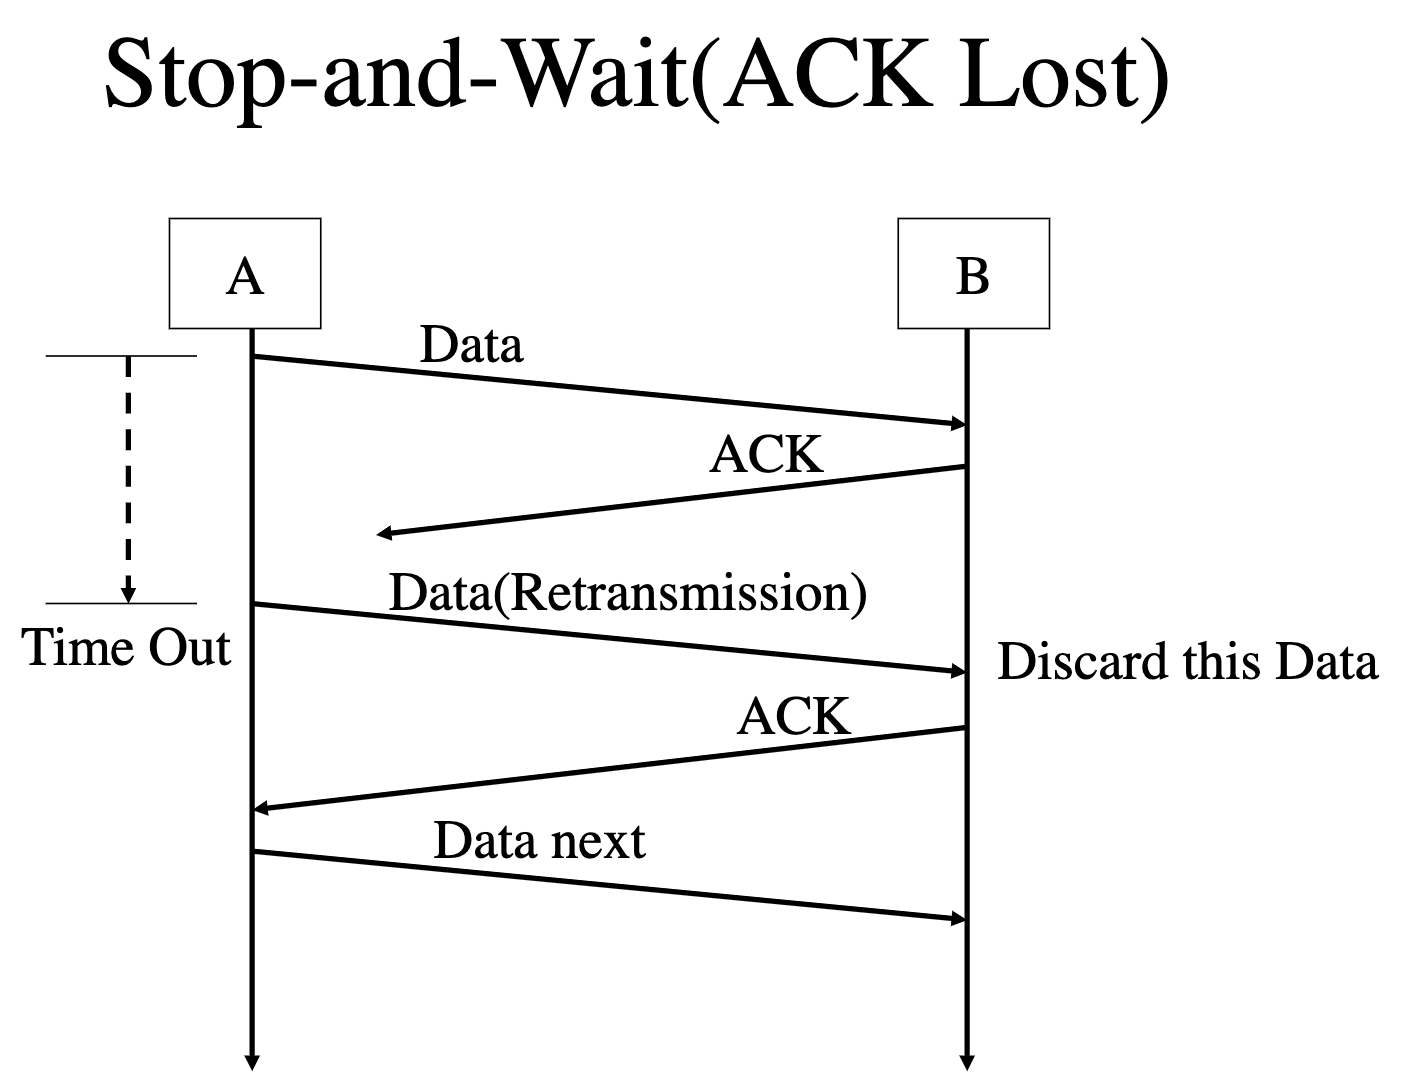 Stop-and-Wait(ACK Lost)
A
B
Data
ACK
Data(Retransmission)
Time Out
Discard this Data
ACK
Data next